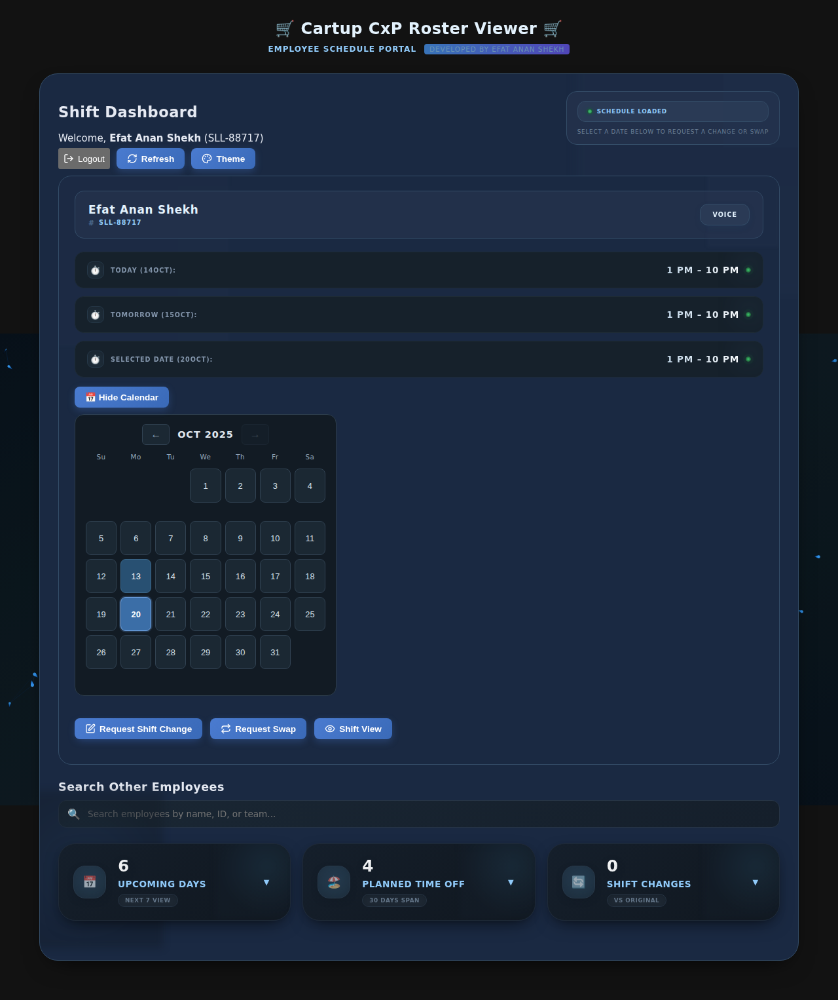 🛒 Cartup CxP Roster Viewer 🛒
EMPLOYEE SCHEDULE PORTAL DEVELOPED BY EFAT ANAN SHEKH
Shift Dashboard
SCHEDULE LOADED
SELECT A DATE BELOW TO REQUEST A CHANGE OR SWAP
Welcome, Efat Anan Shekh (SLL-88717)
Logout Refresh Theme
Efat Anan Shekh
# SLL-88717
VOICE
TODAY (14OCT): 1 PM – 10 PM
TOMORROW (15OCT): 1 PM – 10 PM
SELECTED DATE (20OCT): 1 PM – 10 PM
📅 Hide Calendar
← OCT 2025 →
Su Mo Tu We Th Fr Sa
1 2 3 4
5 6 7 8 9 10 11
12 13 14 15 16 17 18
19 20 21 22 23 24 25
26 27 28 29 30 31
Request Shift Change Request Swap Shift View
Search Other Employees
🔍 Search employees by name, ID, or team...
6
UPCOMING DAYS ▼
NEXT 7 VIEW
4
PLANNED TIME OFF ▼
30 DAYS SPAN
0
SHIFT CHANGES ▼
VS ORIGINAL